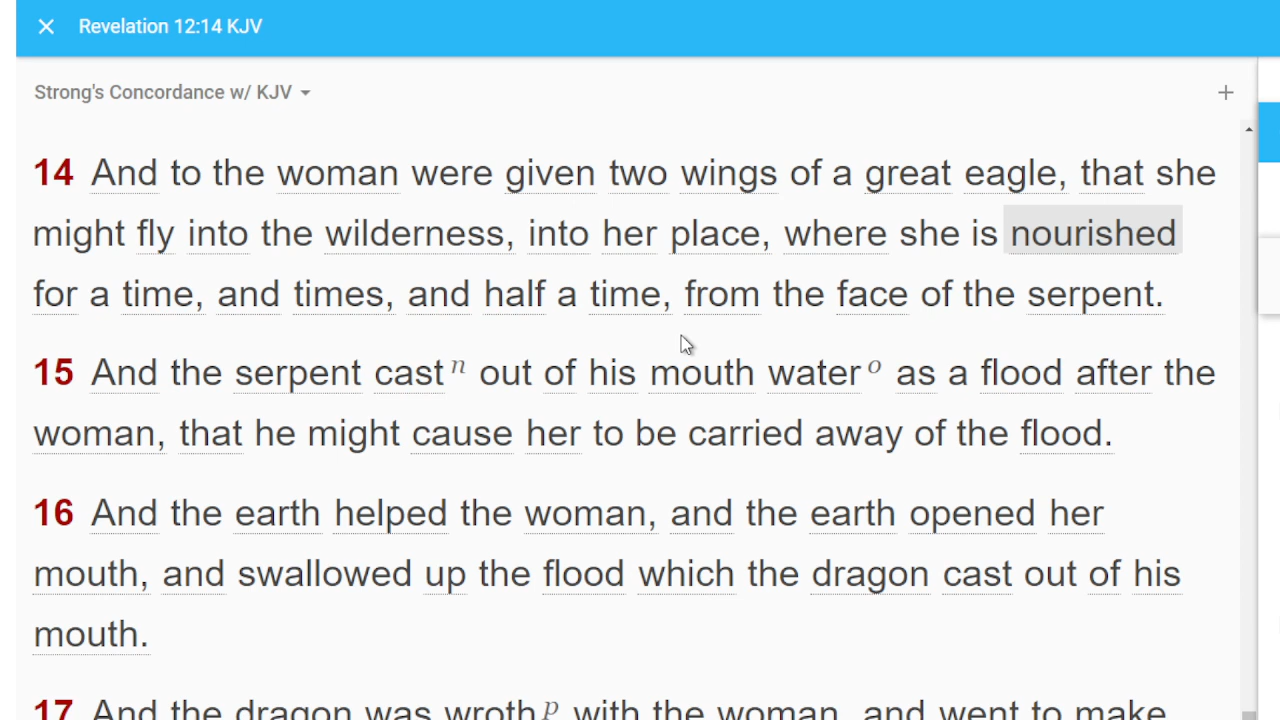 Revelation 12:14 KJV
Strong's Concordance w/ KJV
14 And to the woman were given two wings of a great eagle, that she
might fly into the wilderness, into her place, where she is nourished
for a time, and times, and half a time, from the face of the serpent.
15 And the serpent cast n out of his mouth water o as a flood after the
woman, that he might cause her to be carried away of the flood.
16 And the earth helped the woman, and the earth opened her
mouth, and swallowed up the flood which the dragon cast out of his
mouth.
17 And the dragon was wroth p with the woman, and went to make